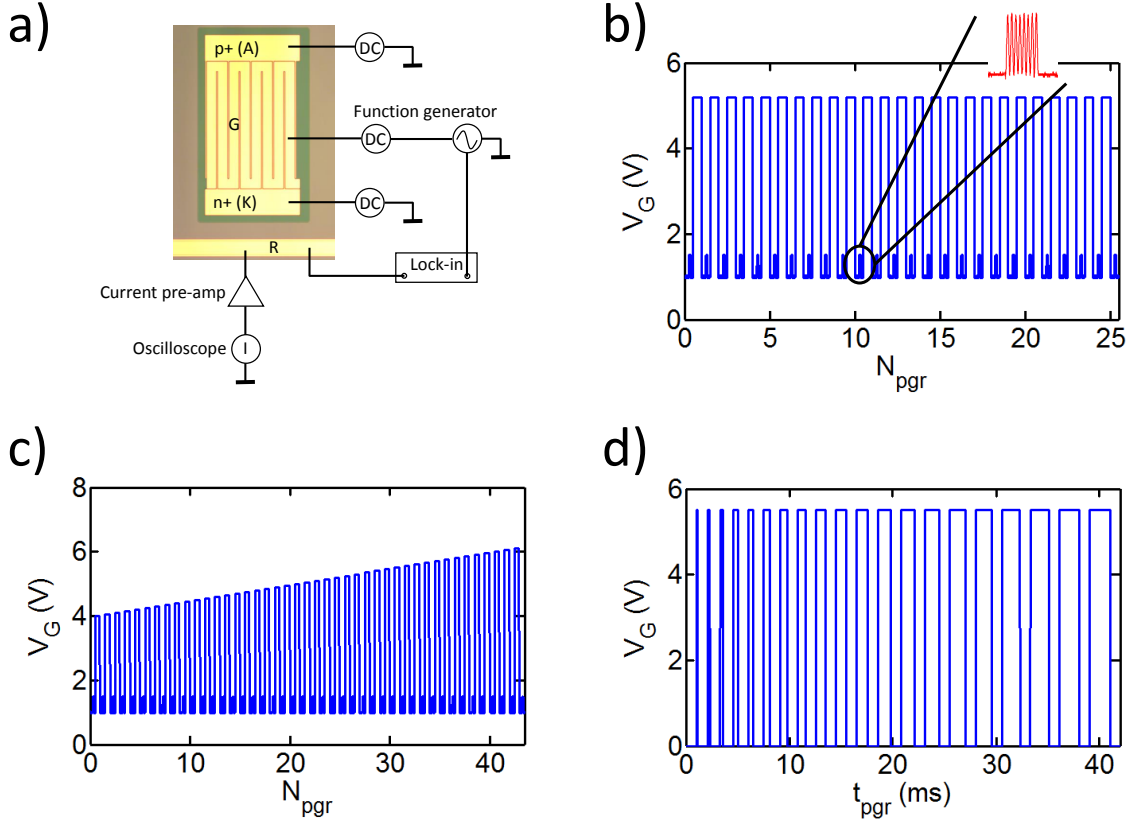 a)
p+ (A)
DC
Function generator
G
DC
n+ (K)
DC
R
Lock-in
Current pre-amp
Oscilloscope
I
b)
6
4
2
0
V_G (V)
0 5 10 15 20 25
N_pgr
c)
8
6
4
2
0
V_G (V)
0 10 20 30 40
N_pgr
d)
6
4
2
0
V_G (V)
0 10 20 30 40
t_pgr (ms)